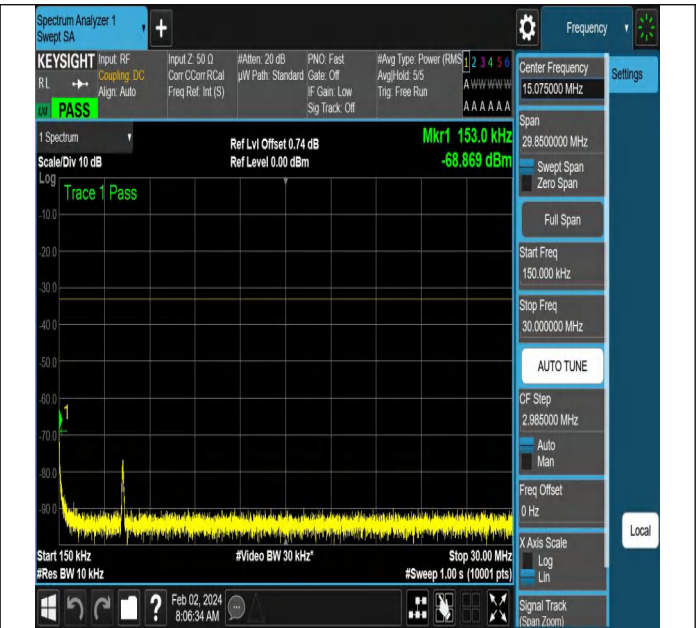 Spectrum Analyzer 1
Swept SA
+
Frequency
KEYSIGHT
Input: RF
Coupling: DC
Align: Auto
Input Z: 50 Ω
Corr CCorr RCal
Freq Ref: Int (S)
#Atten: 20 dB
µW Path: Standard
PNO: Fast
Gate: Off
IF Gain: Low
Sig Track: Off
#Avg Type: Power (RMS)
Avg|Hold: 5/5
Trig: Free Run
1 2 3 4 5 6
A W W W W W
A A A A A A
RL
PASS
1 Spectrum
Scale/Div 10 dB
Ref Lvl Offset 0.74 dB
Ref Level 0.00 dBm
Mkr1 153.0 kHz
-68.869 dBm
Log
Trace 1 Pass
-10.0
-20.0
-30.0
-40.0
-50.0
-60.0
1
-70.0
-80.0
-90.0
Start 150 kHz
#Res BW 10 kHz
#Video BW 30 kHz*
Stop 30.00 MHz
#Sweep 1.00 s (10001 pts)
?
Feb 02, 2024
8:06:34 AM
Center Frequency
15.075000 MHz
Settings
Span
29.8500000 MHz
Swept Span
Zero Span
Full Span
Start Freq
150.000 kHz
Stop Freq
30.000000 MHz
AUTO TUNE
CF Step
2.985000 MHz
Auto
Man
Freq Offset
0 Hz
X Axis Scale
Log
Lin
Local
Signal Track
(Span Zoom)